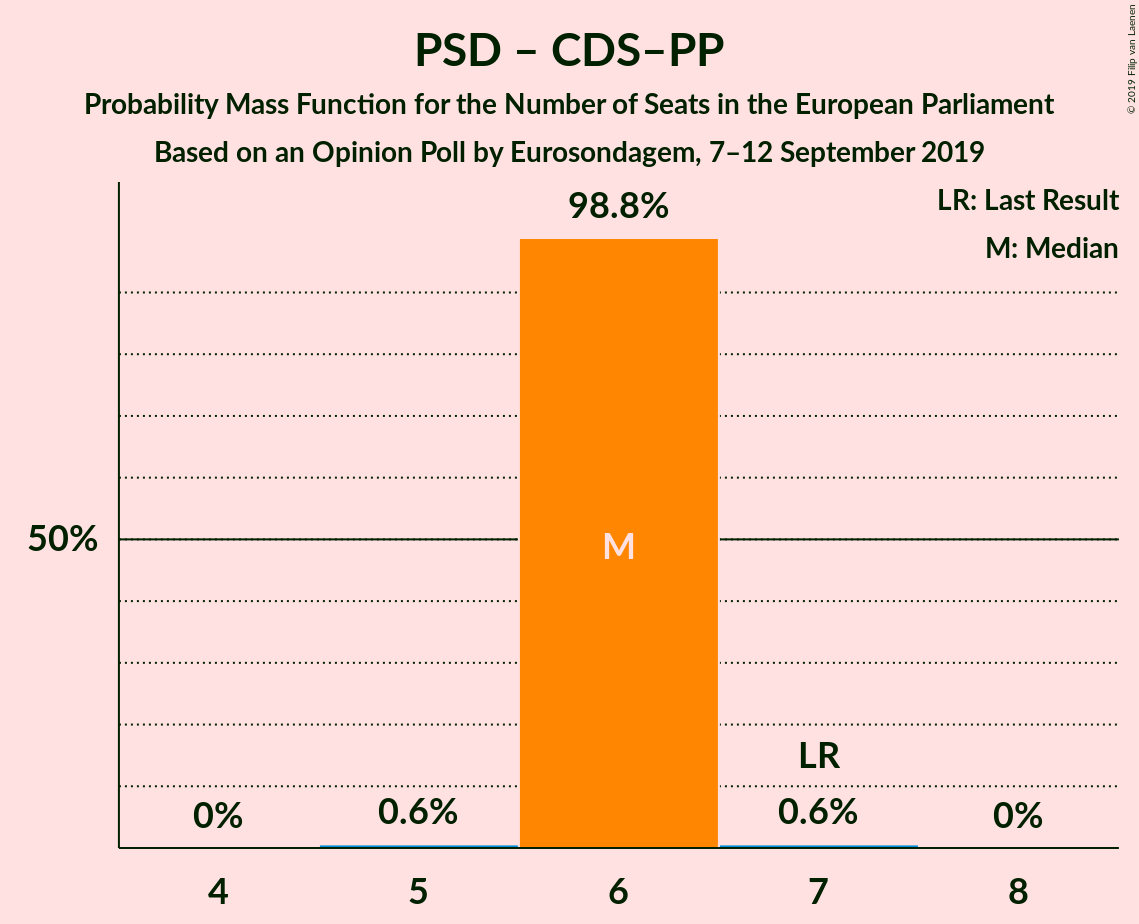 PSD – CDS–PP
Probability Mass Function for the Number of Seats in the European Parliament
Based on an Opinion Poll by Eurosondagem, 7–12 September 2019
© 2019 Filip van Laenen
LR: Last Result
M: Median
98.8%
50%
M
LR
0% 0.6% 0.6% 0%
4 5 6 7 8